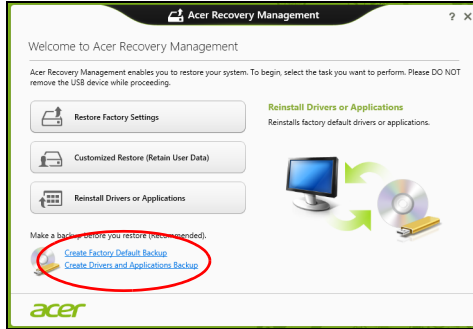 Acer Recovery Management
? X
Welcome to Acer Recovery Management
Acer Recovery Management enables you to restore your system. To begin, select the task you want to perform. Please DO NOT
remove the USB device while proceeding.
Restore Factory Settings
Customized Restore (Retain User Data)
Reinstall Drivers or Applications
Reinstall Drivers or Applications
Reinstalls factory default drivers or applications.
Make a backup before you restore (Recommended).
Create Factory Default Backup
Create Drivers and Applications Backup
acer